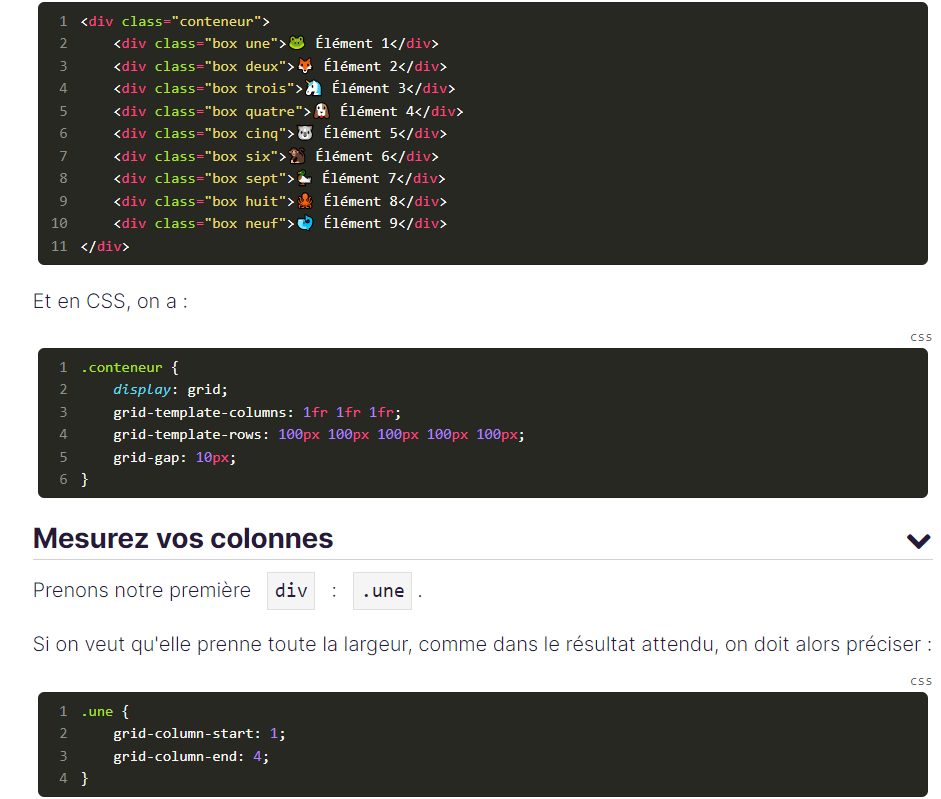 1 <div class="conteneur">
2 <div class="box une">🐸 Élément 1</div>
3 <div class="box deux">🦊 Élément 2</div>
4 <div class="box trois">🦄 Élément 3</div>
5 <div class="box quatre">🐶 Élément 4</div>
6 <div class="box cinq">🐨 Élément 5</div>
7 <div class="box six">🐒 Élément 6</div>
8 <div class="box sept">🦆 Élément 7</div>
9 <div class="box huit">🐙 Élément 8</div>
10 <div class="box neuf">🐳 Élément 9</div>
11 </div>
Et en CSS, on a :
css
1 .conteneur {
2 display: grid;
3 grid-template-columns: 1fr 1fr 1fr;
4 grid-template-rows: 100px 100px 100px 100px 100px;
5 grid-gap: 10px;
6 }
Mesurez vos colonnes
Prenons notre première div : .une .
Si on veut qu'elle prenne toute la largeur, comme dans le résultat attendu, on doit alors préciser :
css
1 .une {
2 grid-column-start: 1;
3 grid-column-end: 4;
4 }